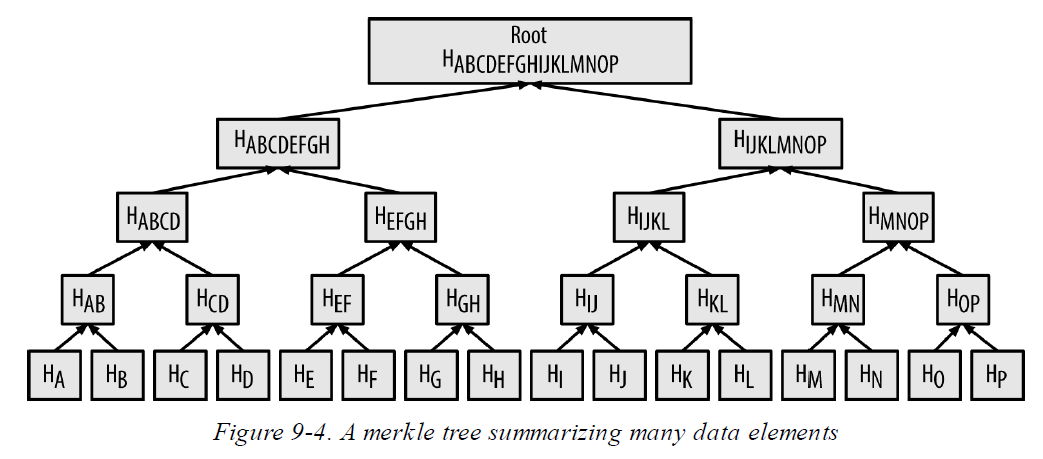 Root
HABCDEFGHIJKLMNOP
HABCDEFGH HIJKLMNOP
HABCD HEFGH HIJKL HMNOP
HAB HCD HEF HGH HIJ HKL HMN HOP
HA HB HC HD HE HF HG HH HI HJ HK HL HM HN HO HP
Figure 9-4. A merkle tree summarizing many data elements